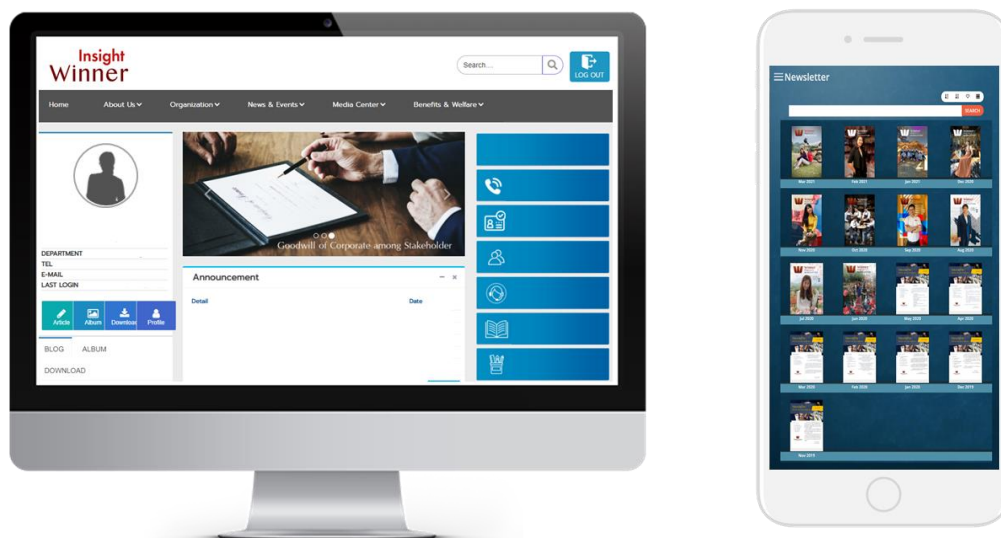 Insight
Winner
Search...
LOG OUT
Home About Us Organization News & Events Media Center Benefits & Welfare
Goodwill of Corporate among Stakeholder
DEPARTMENT
TEL
E-MAIL
LAST LOGIN
Article Album Download Profile
BLOG ALBUM
DOWNLOAD
Announcement
Detail Date
Newsletter
SEARCH
Mar 2021 Feb 2021 Jan 2021 Dec 2020
Nov 2020 Oct 2020 Sep 2020 Aug 2020
Jul 2020 Jun 2020 May 2020 Apr 2020
Mar 2020 Feb 2020 Jan 2020 Dec 2019
Nov 2019